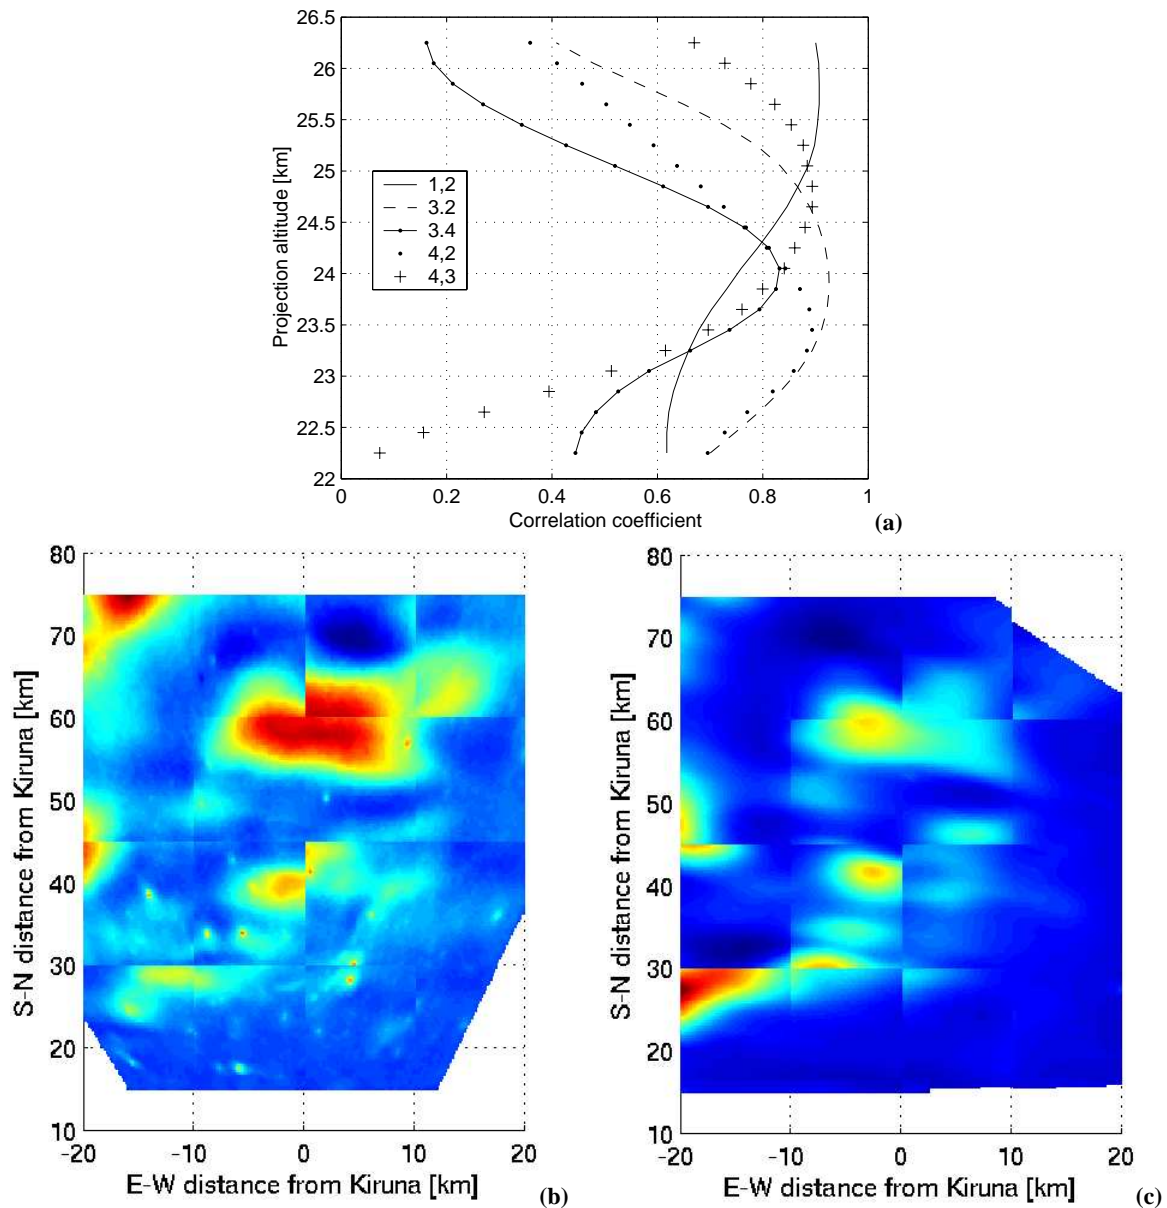 26.5
26
25.5
25
24.5
24
23.5
23
22.5
22
Projection altitude [km]
1,2
3.2
3.4
4,2
4,3
0 0.2 0.4 0.6 0.8 1
Correlation coefficient
(a)
80
70
60
50
40
30
20
10
S-N distance from Kiruna [km]
-20 -10 0 10 20
E-W distance from Kiruna [km]
(b)
80
70
60
50
40
30
20
10
S-N distance from Kiruna [km]
-20 -10 0 10 20
E-W distance from Kiruna [km]
(c)